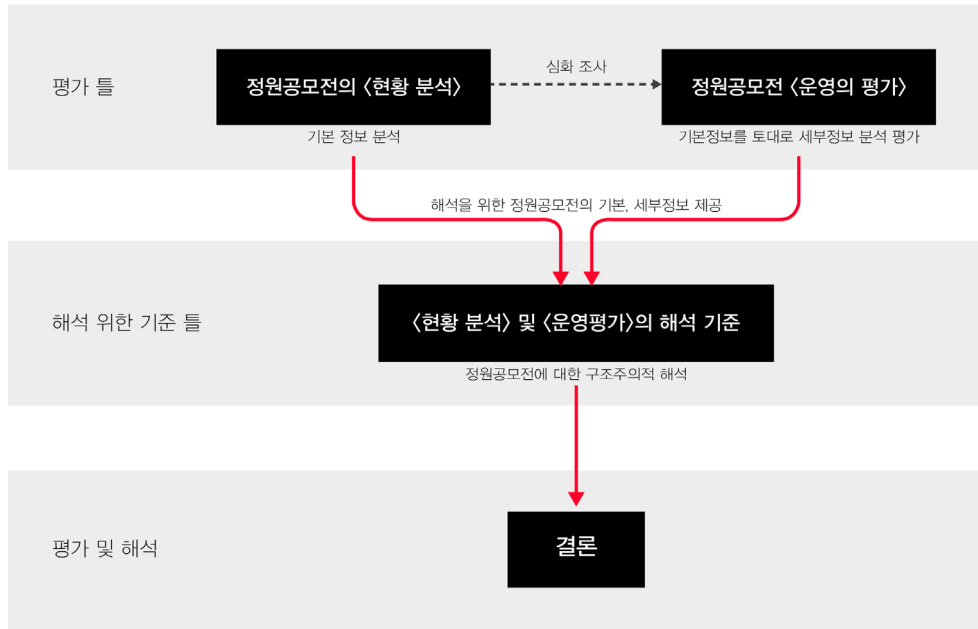 평가 틀
정원공모전의 〈현황 분석〉
심화 조사
정원공모전 〈운영의 평가〉
기본 정보 분석
기본정보를 토대로 세부정보 분석 평가
해석을 위한 정원공모전의 기본, 세부정보 제공
해석 위한 기준 틀
〈현황 분석〉 및 〈운영평가〉의 해석 기준
정원공모전에 대한 구조주의적 해석
평가 및 해석
결론